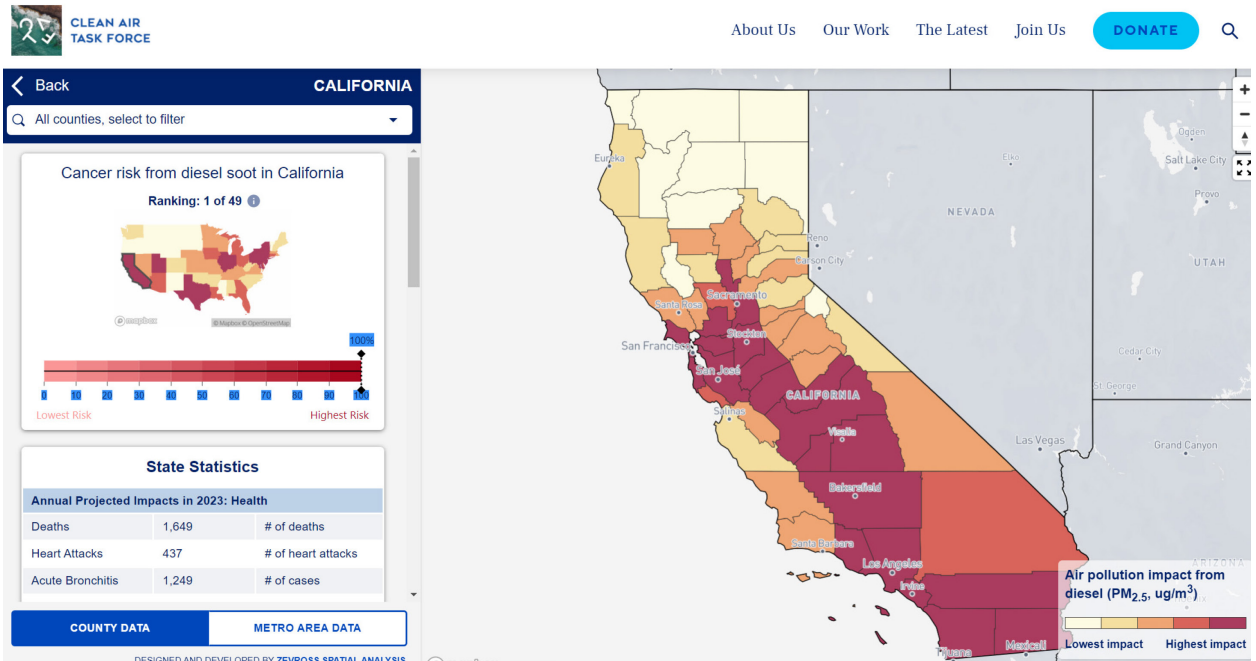 25
CLEAN AIR
TASK FORCE
About Us
Our Work
The Latest
Join Us
DONATE
Back
CALIFORNIA
All counties, select to filter
Cancer risk from diesel soot in California
Ranking: 1 of 49
mapbox
© Mapbox © OpenStreetMap
100%
0 10 20 30 40 50 60 70 80 90 100
Lowest Risk
Highest Risk
State Statistics
Annual Projected Impacts in 2023: Health
Deaths 1,649 # of deaths
Heart Attacks 437 # of heart attacks
Acute Bronchitis 1,249 # of cases
COUNTY DATA
METRO AREA DATA
DESIGNED AND DEVELOPED BY ZEVROSS SPATIAL ANALYSIS
Eureka
Elko
Ogden
Salt Lake City
Provo
NEVADA
Reno
Carson City
UTAH
Santa Rosa
Sacramento
San Francisco
Stockton
San José
Cedar City
St. George
CALIFORNIA
Salinas
Visalia
Las Vegas
Grand Canyon
Bakersfield
Santa Barbara
Los Angeles
Irvine
ARIZONA
Tijuana
Mexicali
Air pollution impact from
diesel (PM2.5, ug/m³)
Lowest impact
Highest impact